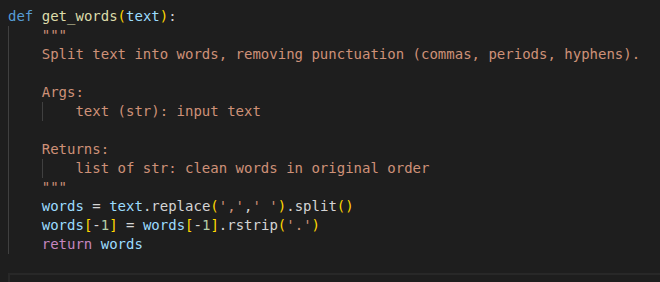 def get_words(text):
    """
    Split text into words, removing punctuation (commas, periods, hyphens).

    Args:
        text (str): input text

    Returns:
        list of str: clean words in original order
    """
    words = text.replace(',',' ').split()
    words[-1] = words[-1].rstrip('.')
    return words